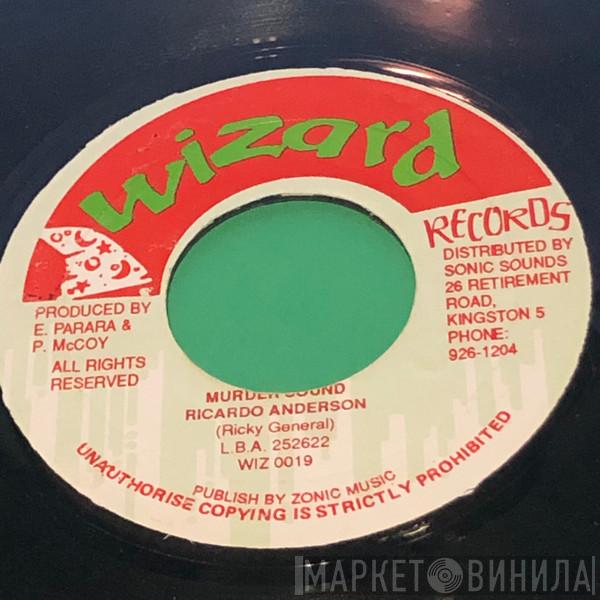 wizard
RECORDS
DISTRIBUTED BY
SONIC SOUNDS
26 RETIREMENT
ROAD,
KINGSTON 5
PHONE:
926-1204
PRODUCED BY
E. PARARA &
P. McCOY
ALL RIGHTS
RESERVED
MURDER SOUND
RICARDO ANDERSON
(Ricky General)
L.B.A. 252622
WIZ 0019
PUBLISH BY ZONIC MUSIC
UNAUTHORISE COPYING IS STRICTLY PROHIBITED
МАРКЕТ ВИНИЛА